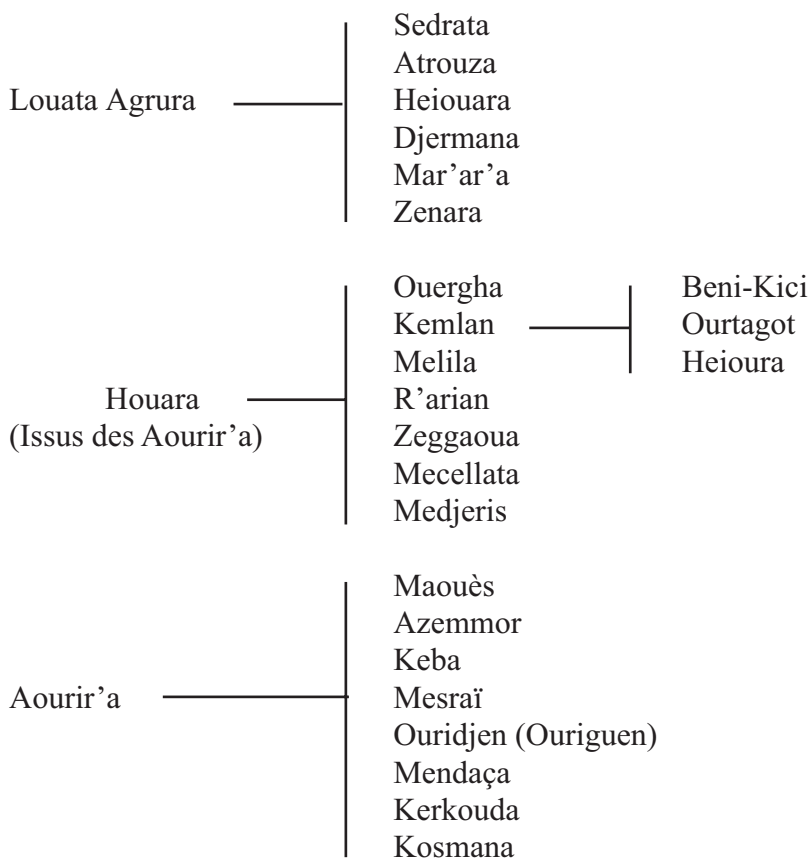 Sedrata
Atrouza
Louata Agrura Heiouara
Djermana
Mar’ar’a
Zenara
Ouergha Beni-Kici
Kemlan Ourtagot
Melila Heioura
Houara R’arian
(Issus des Aourir’a) Zeggaoua
Mecellata
Medjeris
Maouès
Azemmor
Keba
Aourir’a Mesraï
Ouridjen (Ouriguen)
Mendaça
Kerkouda
Kosmana